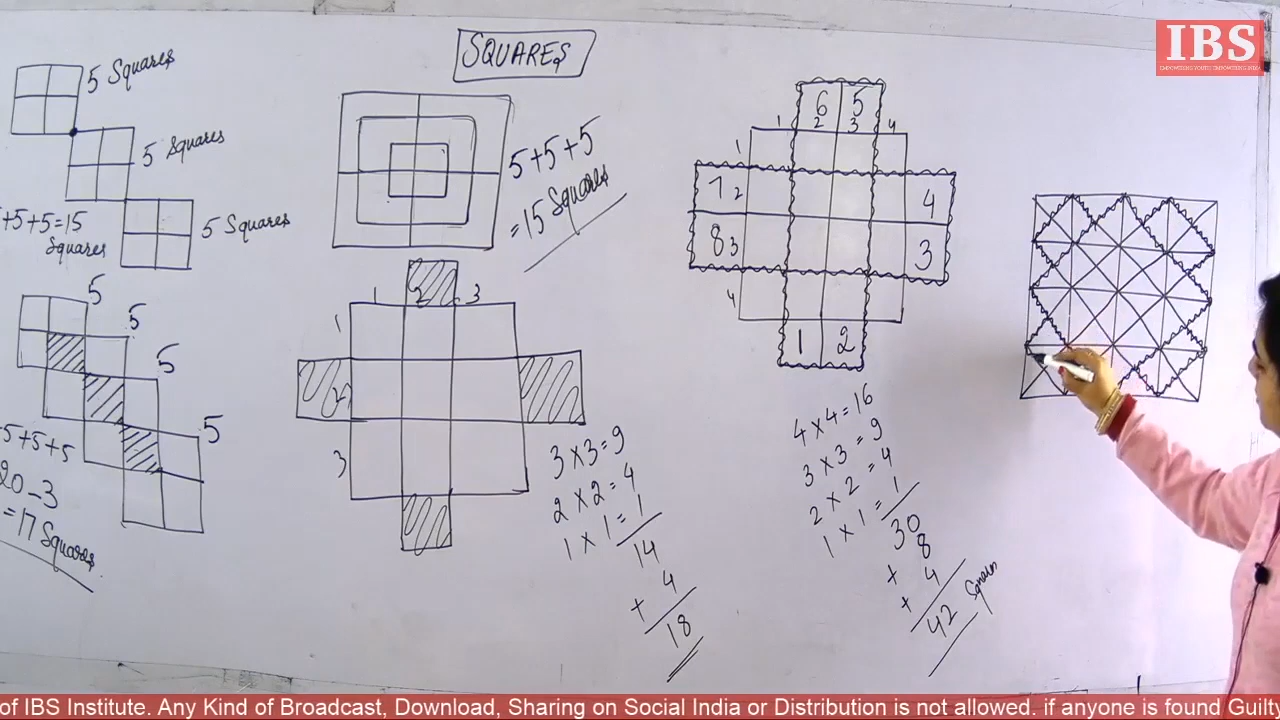 IBS
EMPOWERING YOUTH EMPOWERING INDIA
SQUARES
5 Squares
5 Squares
5 Squares
+5+5=15
Squares
5
5
5
5
+5+5+5
20-3
=17 Squares
5+5+5
=15 Squares
1 2 3
1
2
3
3×3=9
2×2=4
1×1=1
14
+ 4
18
6 5
1 2 3 4
1
7 2 4
8 3 3
4
1 2
4×4=16
3×3=9
2×2=4
1×1=1
30
+ 8
+ 4
42 Squares
of IBS Institute. Any Kind of Broadcast, Download, Sharing on Social India or Distribution is not allowed. if anyone is found Guilty